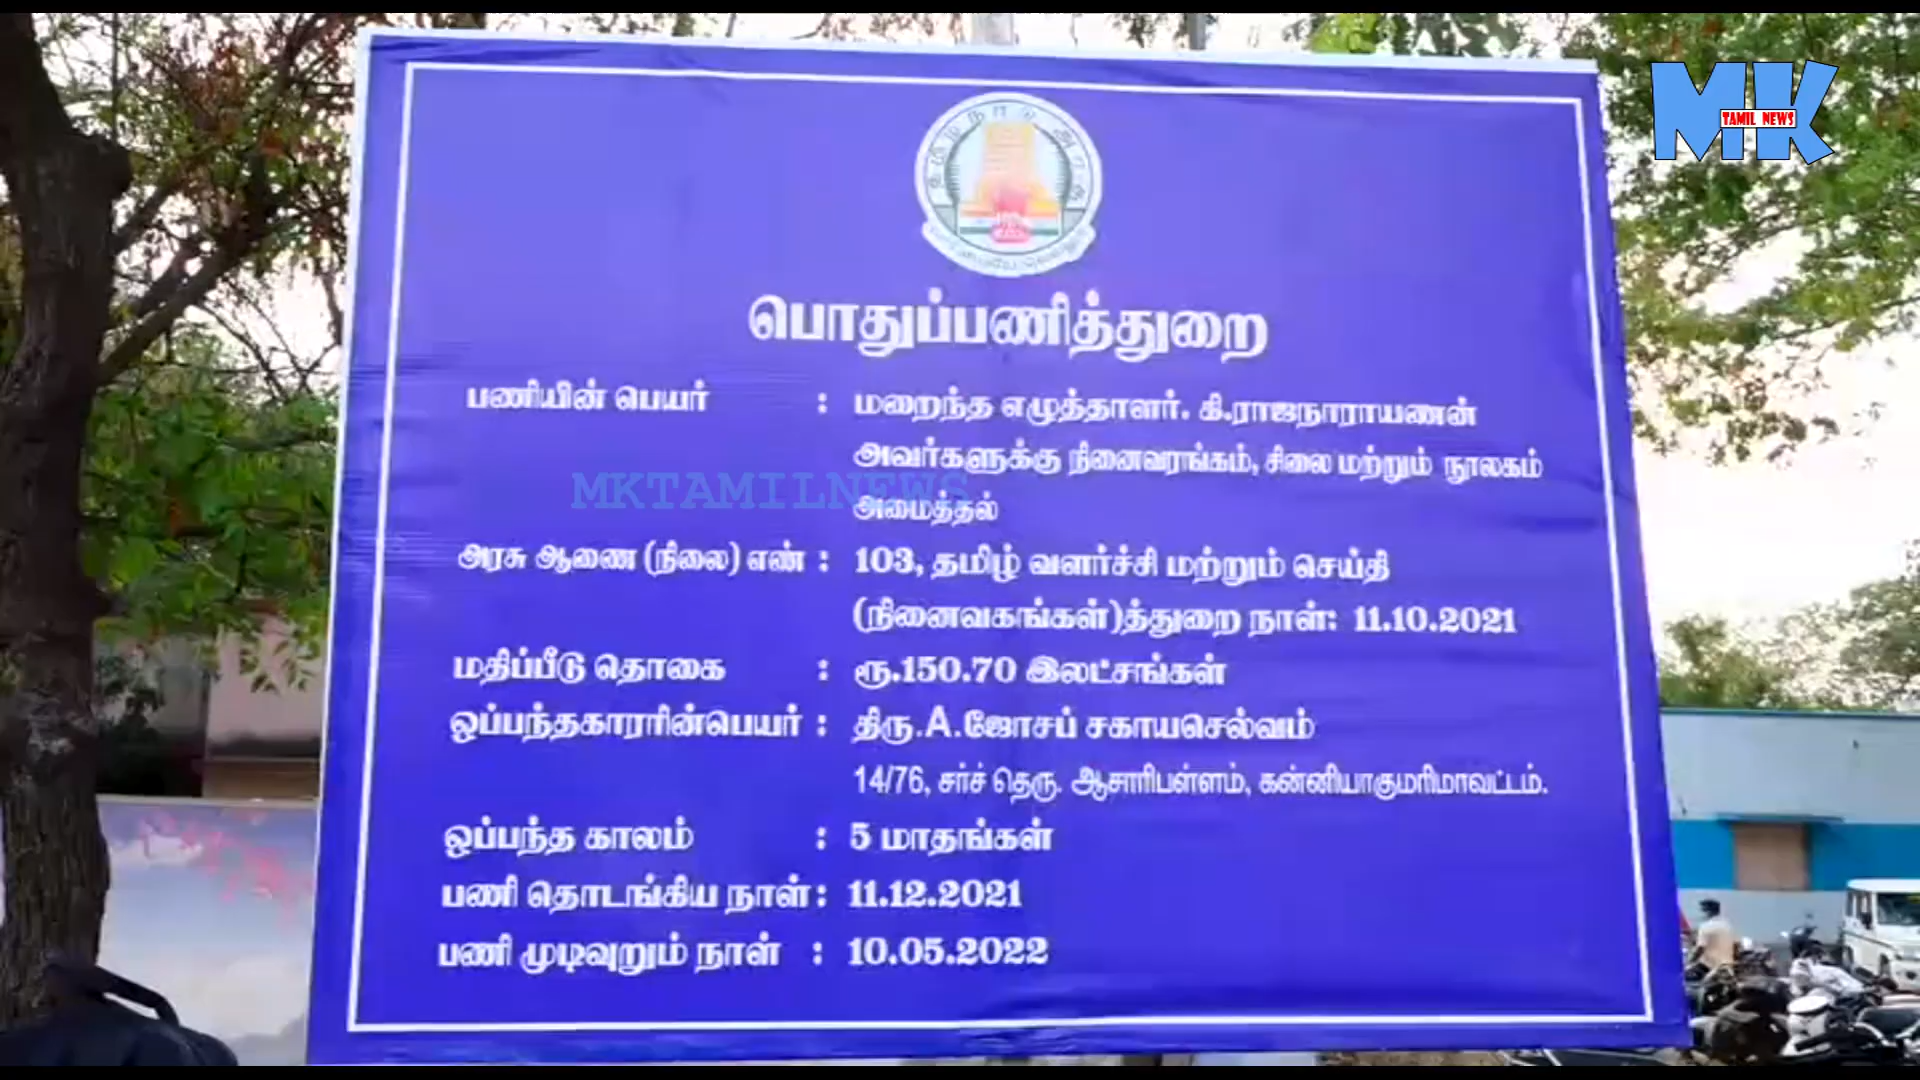 MK
TAMIL NEWS
பொதுப்பணித்துறை
பணியின் பெயர் : மறைந்த எழுத்தாளர். கி.ராஜநாராயணன்
அவர்களுக்கு நினைவரங்கம், சிலை மற்றும் நூலகம்
MKTAMILNEWS
அமைத்தல்
அரசு ஆணை (நிலை) எண் : 103, தமிழ் வளர்ச்சி மற்றும் செய்தி
(நினைவகங்கள்)த்துறை நாள்: 11.10.2021
மதிப்பீடு தொகை : ரூ.150.70 இலட்சங்கள்
ஒப்பந்தகாரரின்பெயர் : திரு.A.ஜோசப் சகாயசெல்வம்
14/76, சர்ச் தெரு. ஆசாரிபள்ளம், கன்னியாகுமரிமாவட்டம்.
ஒப்பந்த காலம் : 5 மாதங்கள்
பணி தொடங்கிய நாள் : 11.12.2021
பணி முடிவுறும் நாள் : 10.05.2022